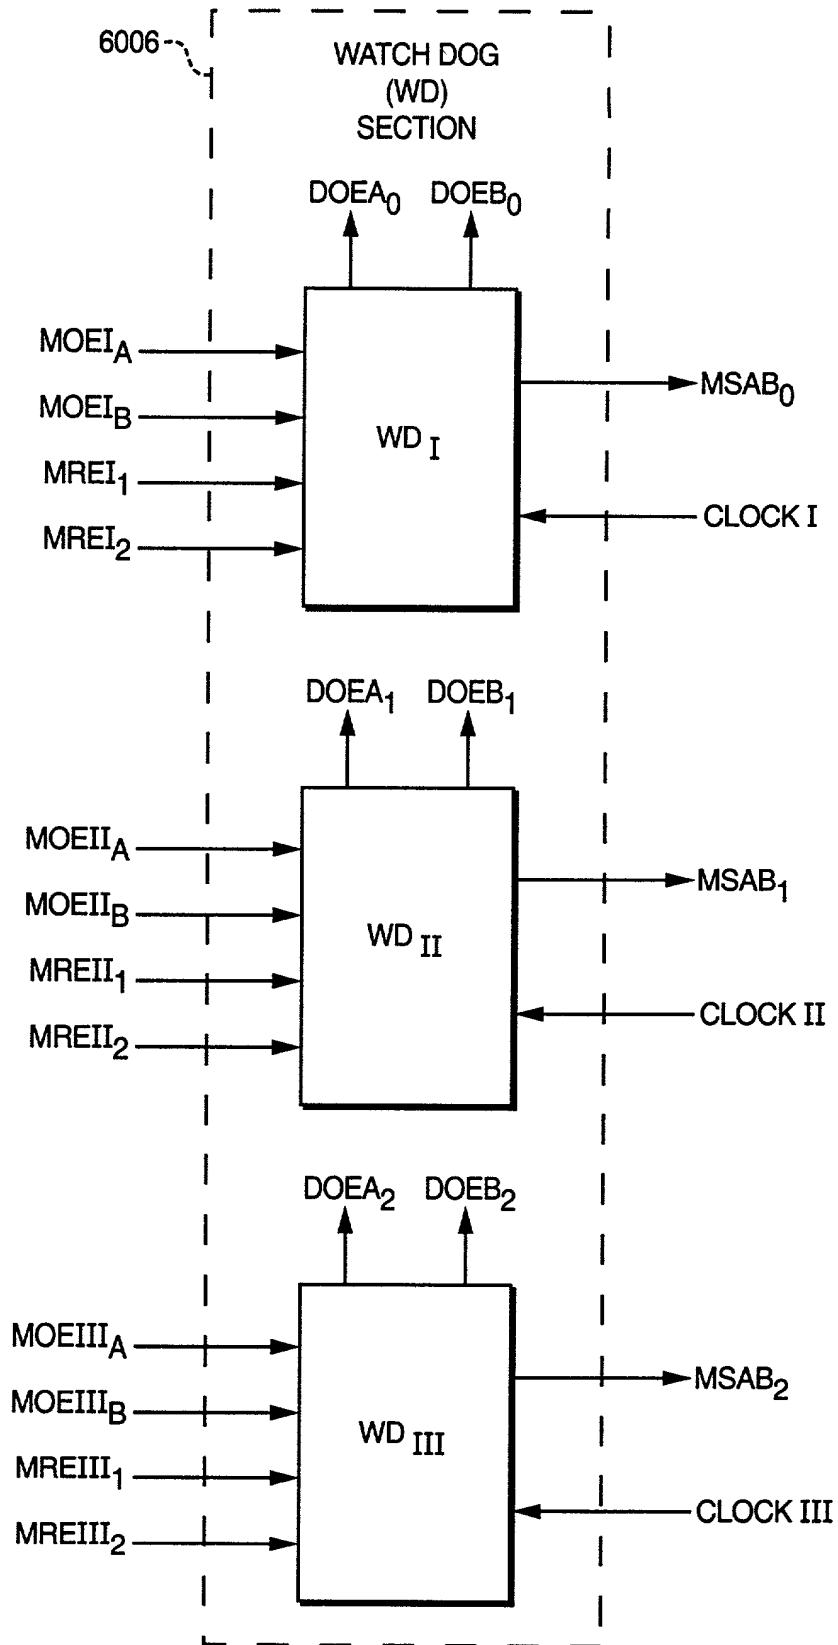 6006
WATCH DOG
(WD)
SECTION
DOEA0 DOEB0
MOEIA
MOEIB
MREI1
MREI2
WD I
MSAB0
CLOCK I
DOEA1 DOEB1
MOEIIA
MOEIIB
MREII1
MREII2
WD II
MSAB1
CLOCK II
DOEA2 DOEB2
MOEIIIA
MOEIIIB
MREIII1
MREIII2
WD III
MSAB2
CLOCK III